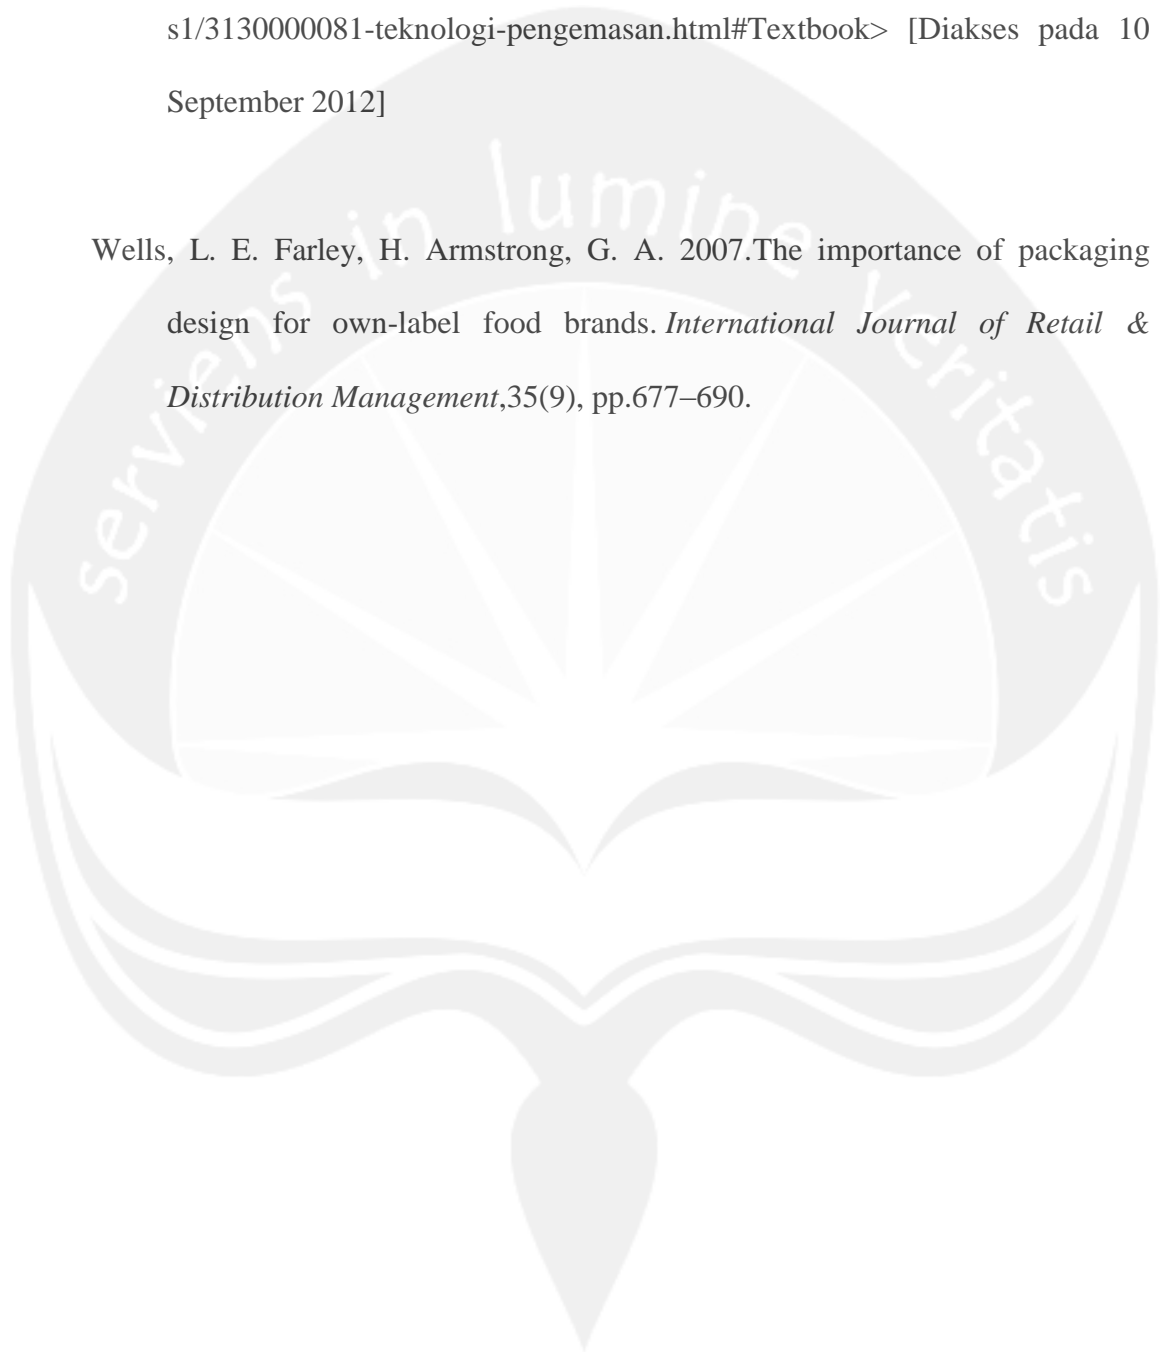 s1/3130000081-teknologi-pengemasan.html#Textbook> [Diakses pada 10
September 2012]
serviens in lumine veritatis
Wells, L. E. Farley, H. Armstrong, G. A. 2007.The importance of packaging
design for own-label food brands. International Journal of Retail &
Distribution Management,35(9), pp.677–690.